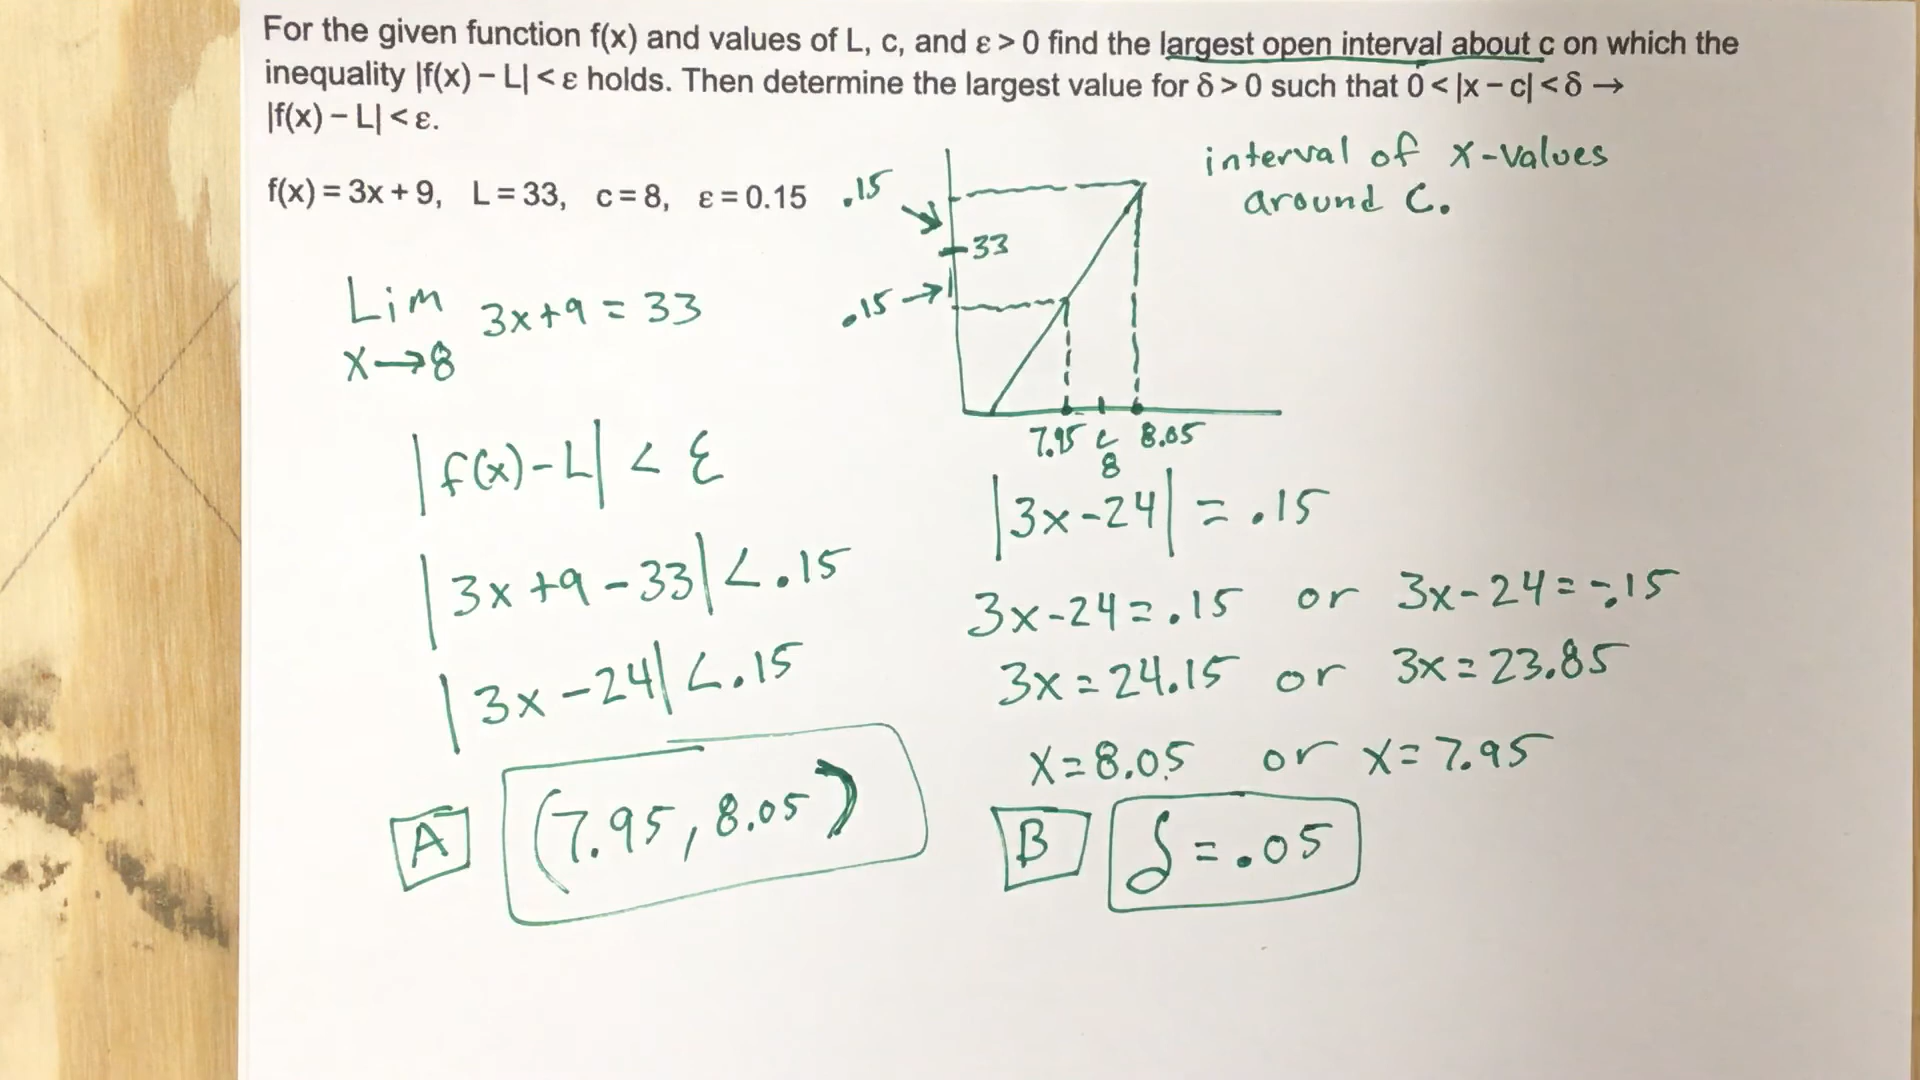 For the given function f(x) and values of L, c, and ε > 0 find the largest open interval about c on which the
inequality |f(x) – L| < ε holds. Then determine the largest value for δ > 0 such that 0 < |x – c| < δ →
|f(x) – L| < ε.
f(x) = 3x + 9, L = 33, c = 8, ε = 0.15
interval of x-values
around C.
.15
33
.15
7.95 c 8.05
8
Lim 3x+9 = 33
x→8
|f(x)-L| < ε
|3x+9-33| < .15
|3x-24| < .15
A (7.95, 8.05)
|3x-24| = .15
3x-24 = .15 or 3x-24 = -.15
3x = 24.15 or 3x = 23.85
x = 8.05 or x = 7.95
B δ = .05